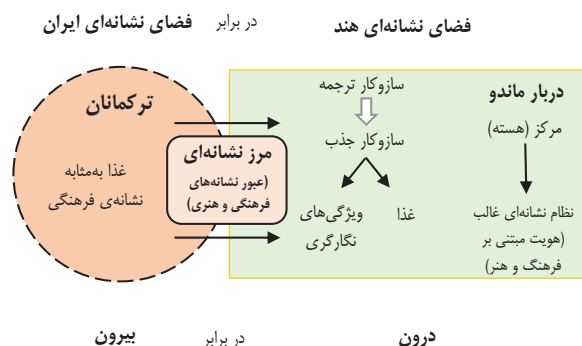 فضای نشانه‌ای هند در برابر فضای نشانه‌ای ایران
دربار ماندو
مرکز (هسته)
نظام نشانه‌ای غالب
(هویت مبتنی بر
فرهنگ و هنر)
سازوکار ترجمه
سازوکار جذب
غذا
ویژگی‌های
نگارگری
مرز نشانه‌ای
(عبور نشانه‌های
فرهنگی و هنری)
ترکمانان
غذا به‌مثابه
نشانه‌ی فرهنگی
درون در برابر بیرون